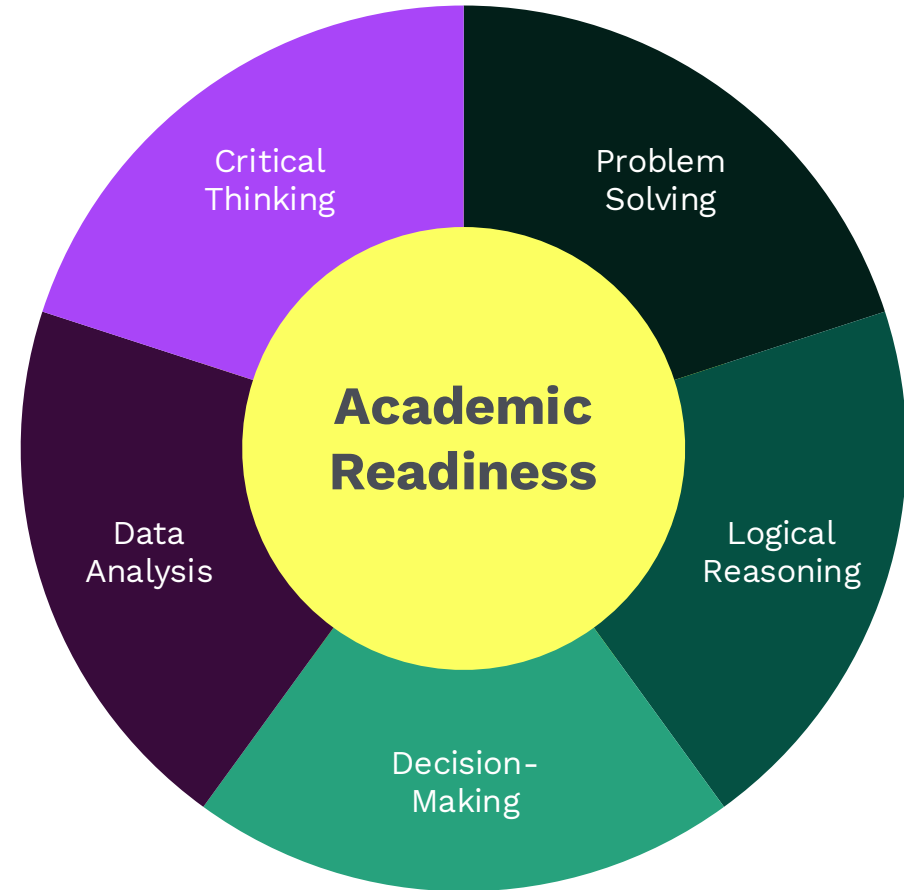 Critical
Thinking
Problem
Solving
Academic
Readiness
Data
Analysis
Logical
Reasoning
Decision-
Making